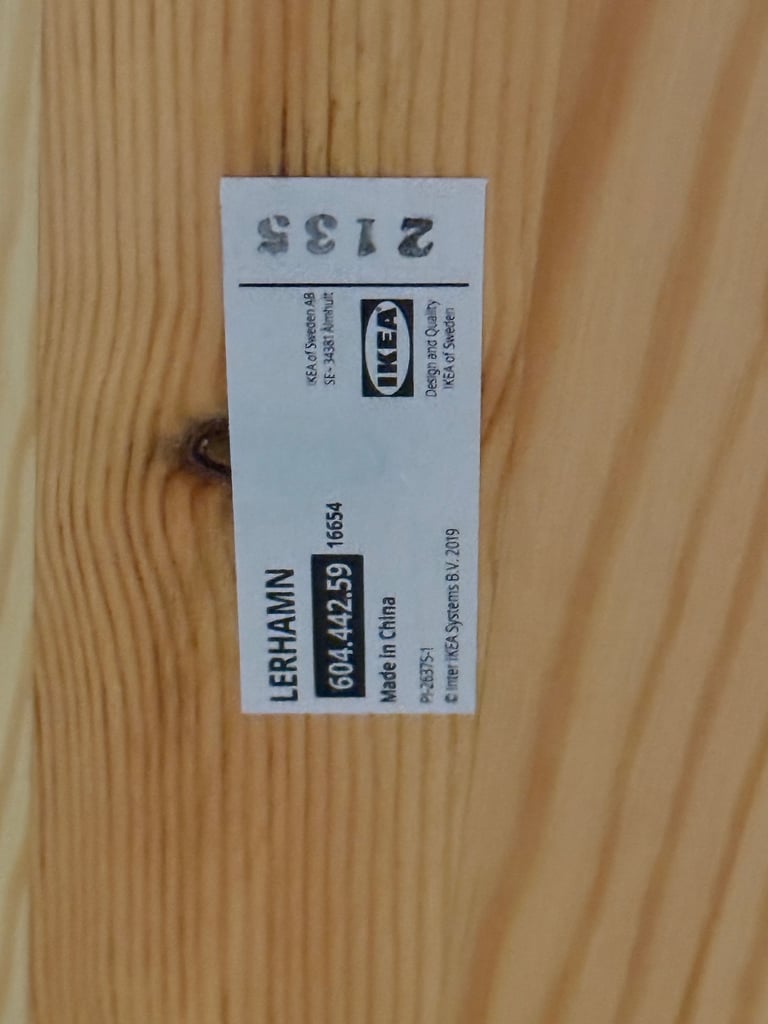 LERHAMN
604.442.59 16654
Made in China
PJ-26375-1
© Inter IKEA Systems B.V. 2019
IKEA of Sweden AB
SE- 34381 Älmhult
IKEA
Design and Quality
IKEA of Sweden
2135